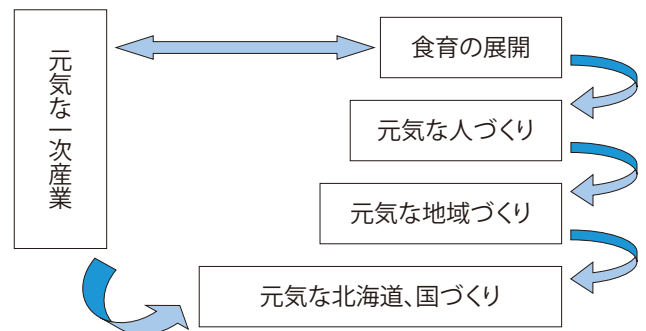 元気な一次産業
食育の展開
元気な人づくり
元気な地域づくり
元気な北海道、国づくり